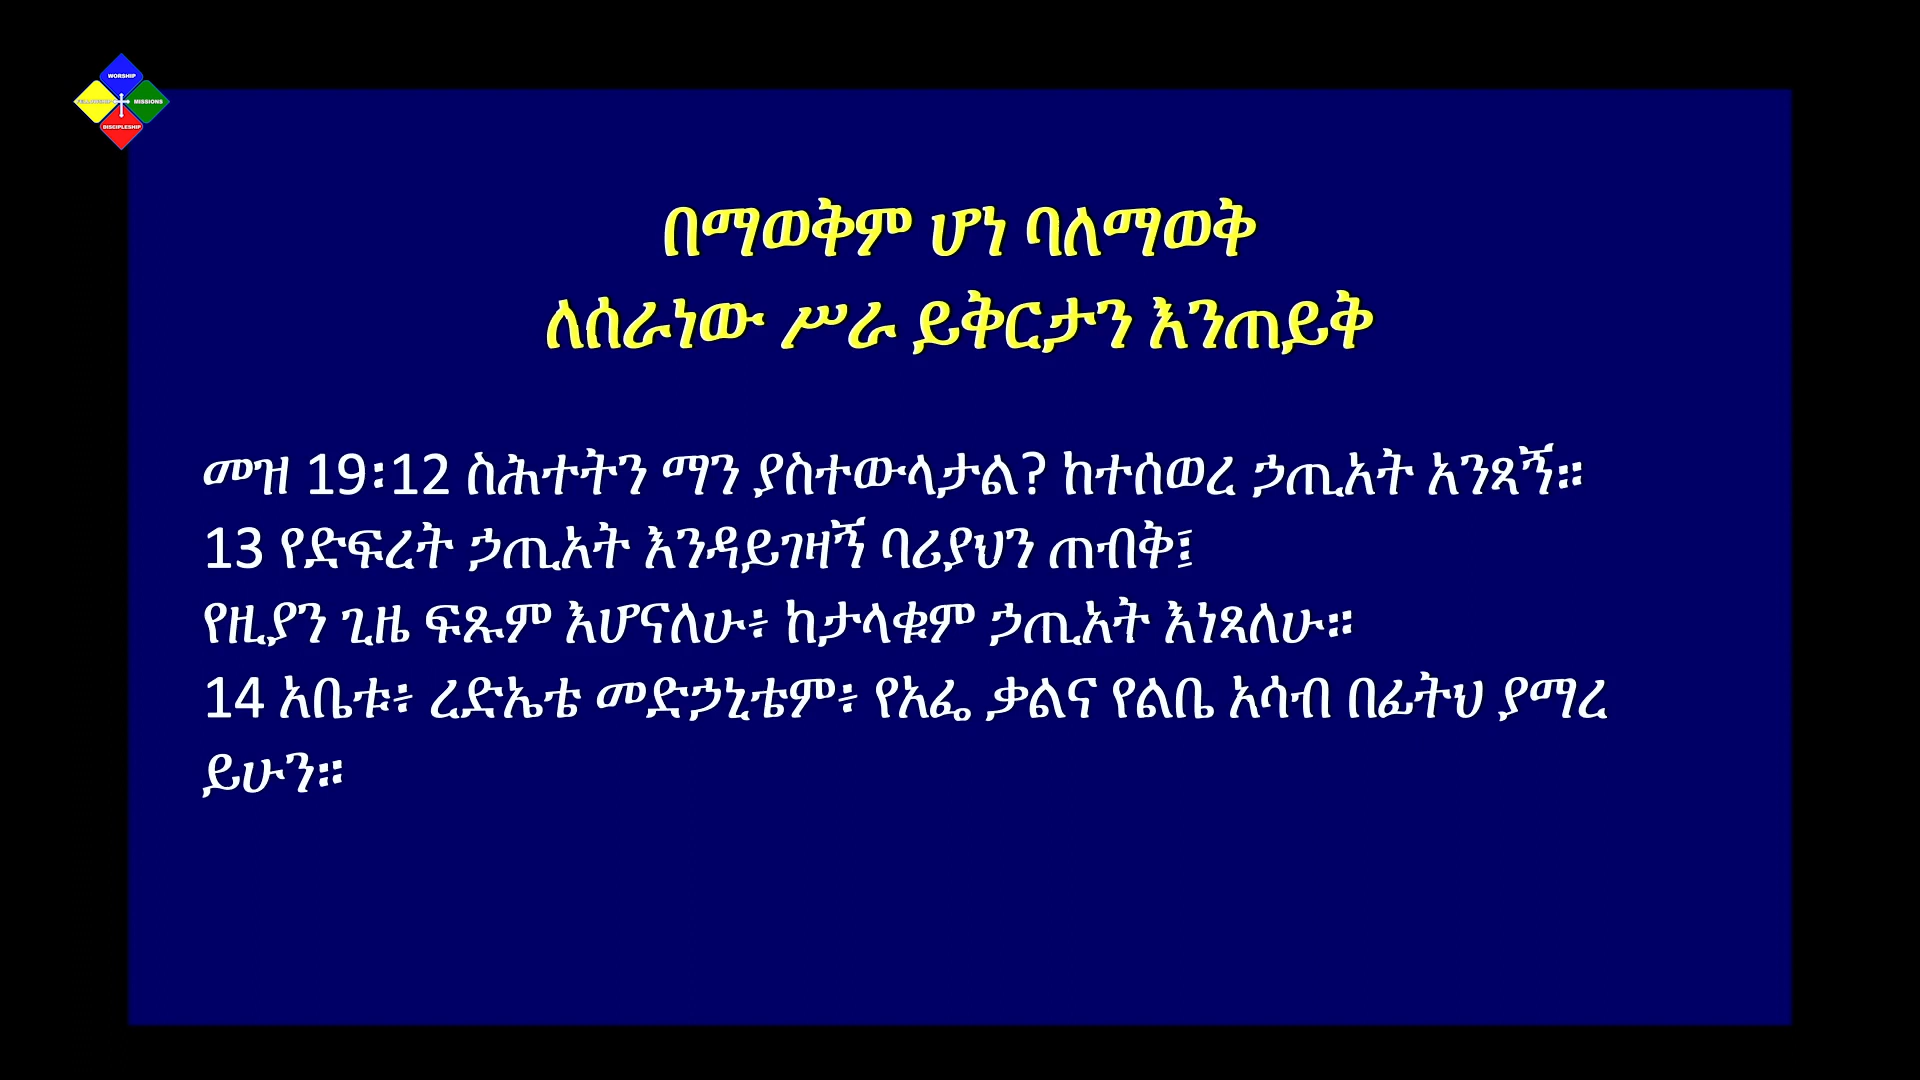 WORSHIP
FELLOWSHIP
MISSIONS
DISCIPLESHIP
በማወቅም ሆነ ባለማወቅ
ለሰራነው ሥራ ይቅርታን እንጠይቅ
መዝ 19፡12 ስሕተትን ማን ያስተውላታል? ከተሰወረ ኃጢአት አንጻኝ።
13 የድፍረት ኃጢአት እንዳይገዛኝ ባሪያህን ጠብቅ፤
የዚያን ጊዜ ፍጹም እሆናለሁ፥ ከታላቁም ኃጢአት እነጻለሁ።
14 አቤቱ፥ ረድኤቴ መድኃኒቴም፥ የአፌ ቃልና የልቤ አሳብ በፊትህ ያማረ
ይሁን።